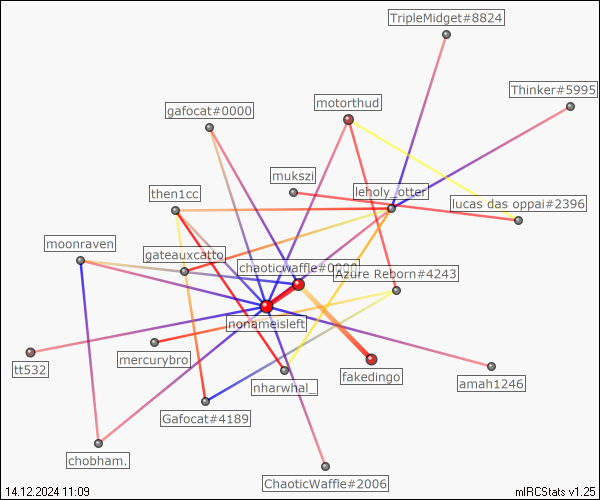 TripleMidget#8824
Thinker#5995
gafocat#0000
motorthud
mukszi
then1cc
leholy_otter
lucas das oppai#2396
moonraven
gateauxcatto
chaoticwaffle#0000
Azure Reborn#4243
nonameisleft
mercurybro
tt532
fakedingo
amah1246
nharwhal_
Gafocat#4189
chobham.
ChaoticWaffle#2006
14.12.2024 11:09
mIRCStats v1.25